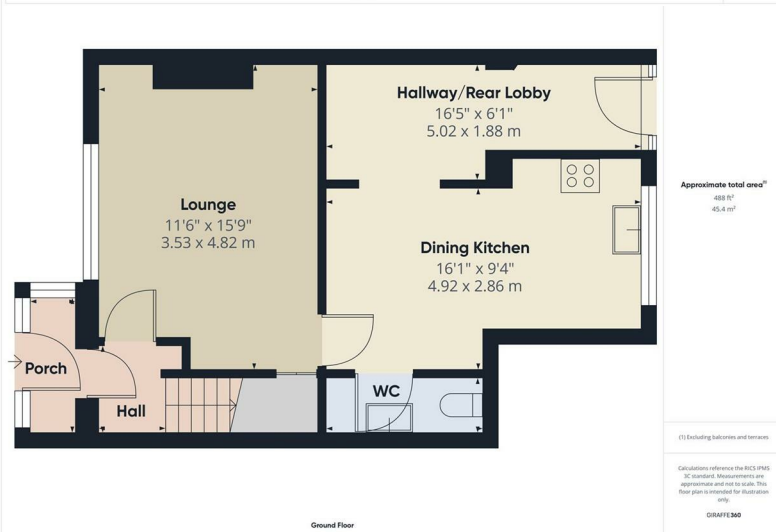 Hallway/Rear Lobby
16'5" x 6'1"
5.02 x 1.88 m
Lounge
11'6" x 15'9"
3.53 x 4.82 m
Dining Kitchen
16'1" x 9'4"
4.92 x 2.86 m
Porch
Hall
WC
Ground Floor
Approximate total area⁽¹⁾
488 ft²
45.4 m²
(1) Excluding balconies and terraces
Calculations reference the RICS IPMS
3C standard. Measurements are
approximate and not to scale. This
floor plan is intended for illustration
only.
GIRAFFE360